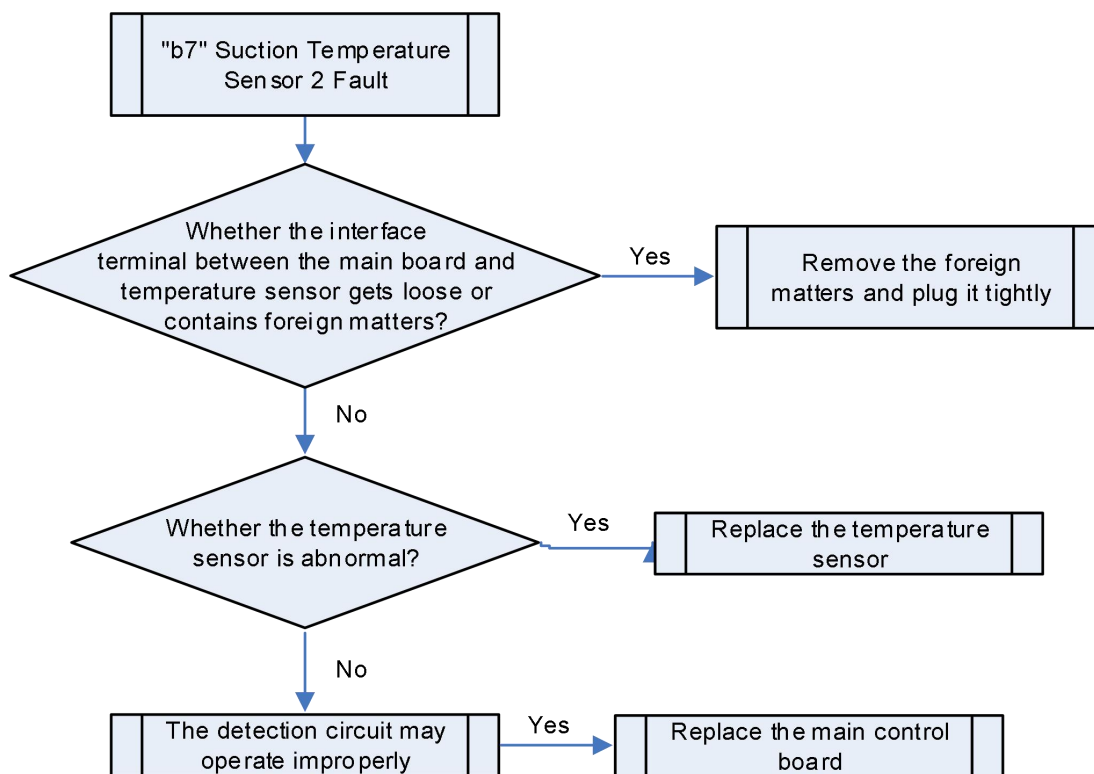 "b7" Suction Temperature
Sensor 2 Fault
Whether the interface
terminal between the main board and
temperature sensor gets loose or
contains foreign matters?
Yes
Remove the foreign
matters and plug it tightly
No
Whether the temperature
sensor is abnormal?
Yes
Replace the temperature
sensor
No
The detection circuit may
operate improperly
Yes
Replace the main control
board